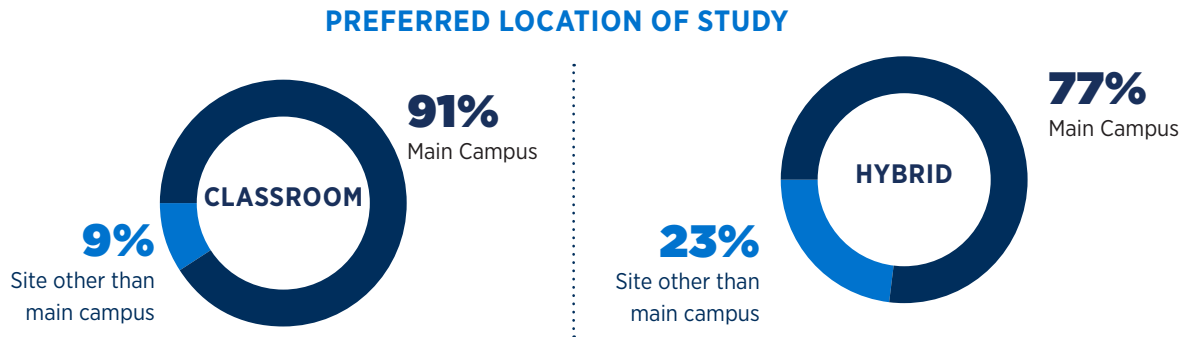 PREFERRED LOCATION OF STUDY
91%
Main Campus
CLASSROOM
9%
Site other than
main campus
77%
Main Campus
HYBRID
23%
Site other than
main campus